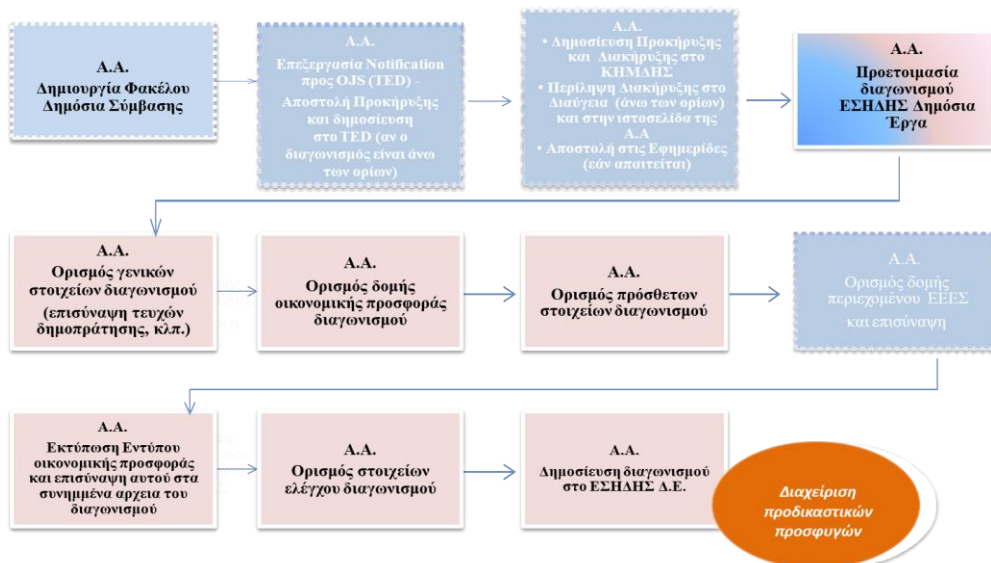 Α.Α.
Δημιουργία Φακέλου
Δημόσια Σύμβασης
Α.Α.
Επεξεργασία Notification
προς OJS (TED) –
Αποστολή Προκήρυξης
και δημοσίευση
στο TED (αν ο
διαγωνισμός είναι άνω
των ορίων)
Α.Α.
• Δημοσίευση Προκήρυξης
και Διακήρυξης στο
ΚΗΜΔΗΣ
• Περίληψη Διακήρυξης στο
Διαύγεια (άνω των ορίων)
και στην ιστοσελίδα της
Α.Α
• Αποστολή στις Εφημερίδες
(εάν απαιτείται)
Α.Α.
Προετοιμασία
διαγωνισμού
ΕΣΗΔΗΣ Δημόσια
Έργα
Α.Α.
Ορισμός γενικών
στοιχείων διαγωνισμού
(επισύναψη τευχών
δημοπράτησης, κλπ.)
Α.Α.
Ορισμός δομής
οικονομικής προσφοράς
διαγωνισμού
Α.Α.
Ορισμός πρόσθετων
στοιχείων διαγωνισμού
Α.Α.
Ορισμός δομής
περιεχομένου ΕΕΕΣ
και επισύναψη
Α.Α.
Εκτύπωση Εντύπου
οικονομικής προσφοράς
και επισύναψη αυτού στα
συνημμένα αρχεια του
διαγωνισμού
Α.Α.
Ορισμός στοιχείων
ελέγχου διαγωνισμού
Α.Α.
Δημοσίευση διαγωνισμού
στο ΕΣΗΔΗΣ Δ.Ε.
Διαχείριση
προδικαστικών
προσφυγών